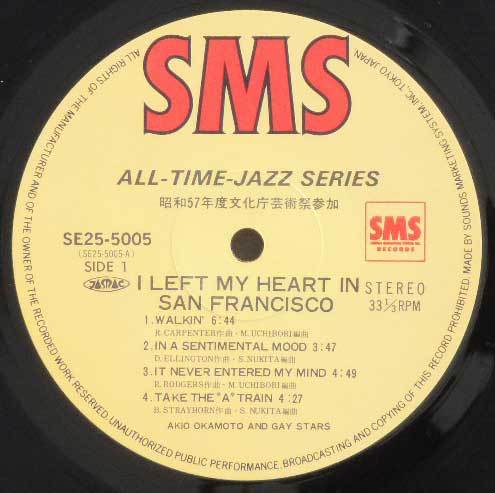 SMS
ALL-TIME-JAZZ SERIES
昭和57年度文化庁芸術祭参加
SE25-5005
(SE25-5005-A)
SIDE 1
JASRAC
SMS
RECORDS
I LEFT MY HEART IN
SAN FRANCISCO
STEREO
33 1/3 RPM
1.WALKIN' 6:44
R.CARPENTER作曲・M.UCHIBORI編曲
2.IN A SENTIMENTAL MOOD 3:47
D.ELLINGTON作曲・S.NUKITA編曲
3.IT NEVER ENTERED MY MIND 4:49
R.RODGERS作曲・M.UCHIBORI編曲
4.TAKE THE "A" TRAIN 4:27
B.STRAYHORN作曲・S.NUKITA編曲
AKIO OKAMOTO AND GAY STARS
ALL RIGHTS OF THE MANUFACTURER AND OF THE OWNER OF THE RECORDED WORK RESERVED. UNAUTHORIZED PUBLIC PERFORMANCE, BROADCASTING AND COPYING OF THIS RECORD PROHIBITED. MADE BY SOUNDS MARKETING SYSTEM, INC., TOKYO JAPAN